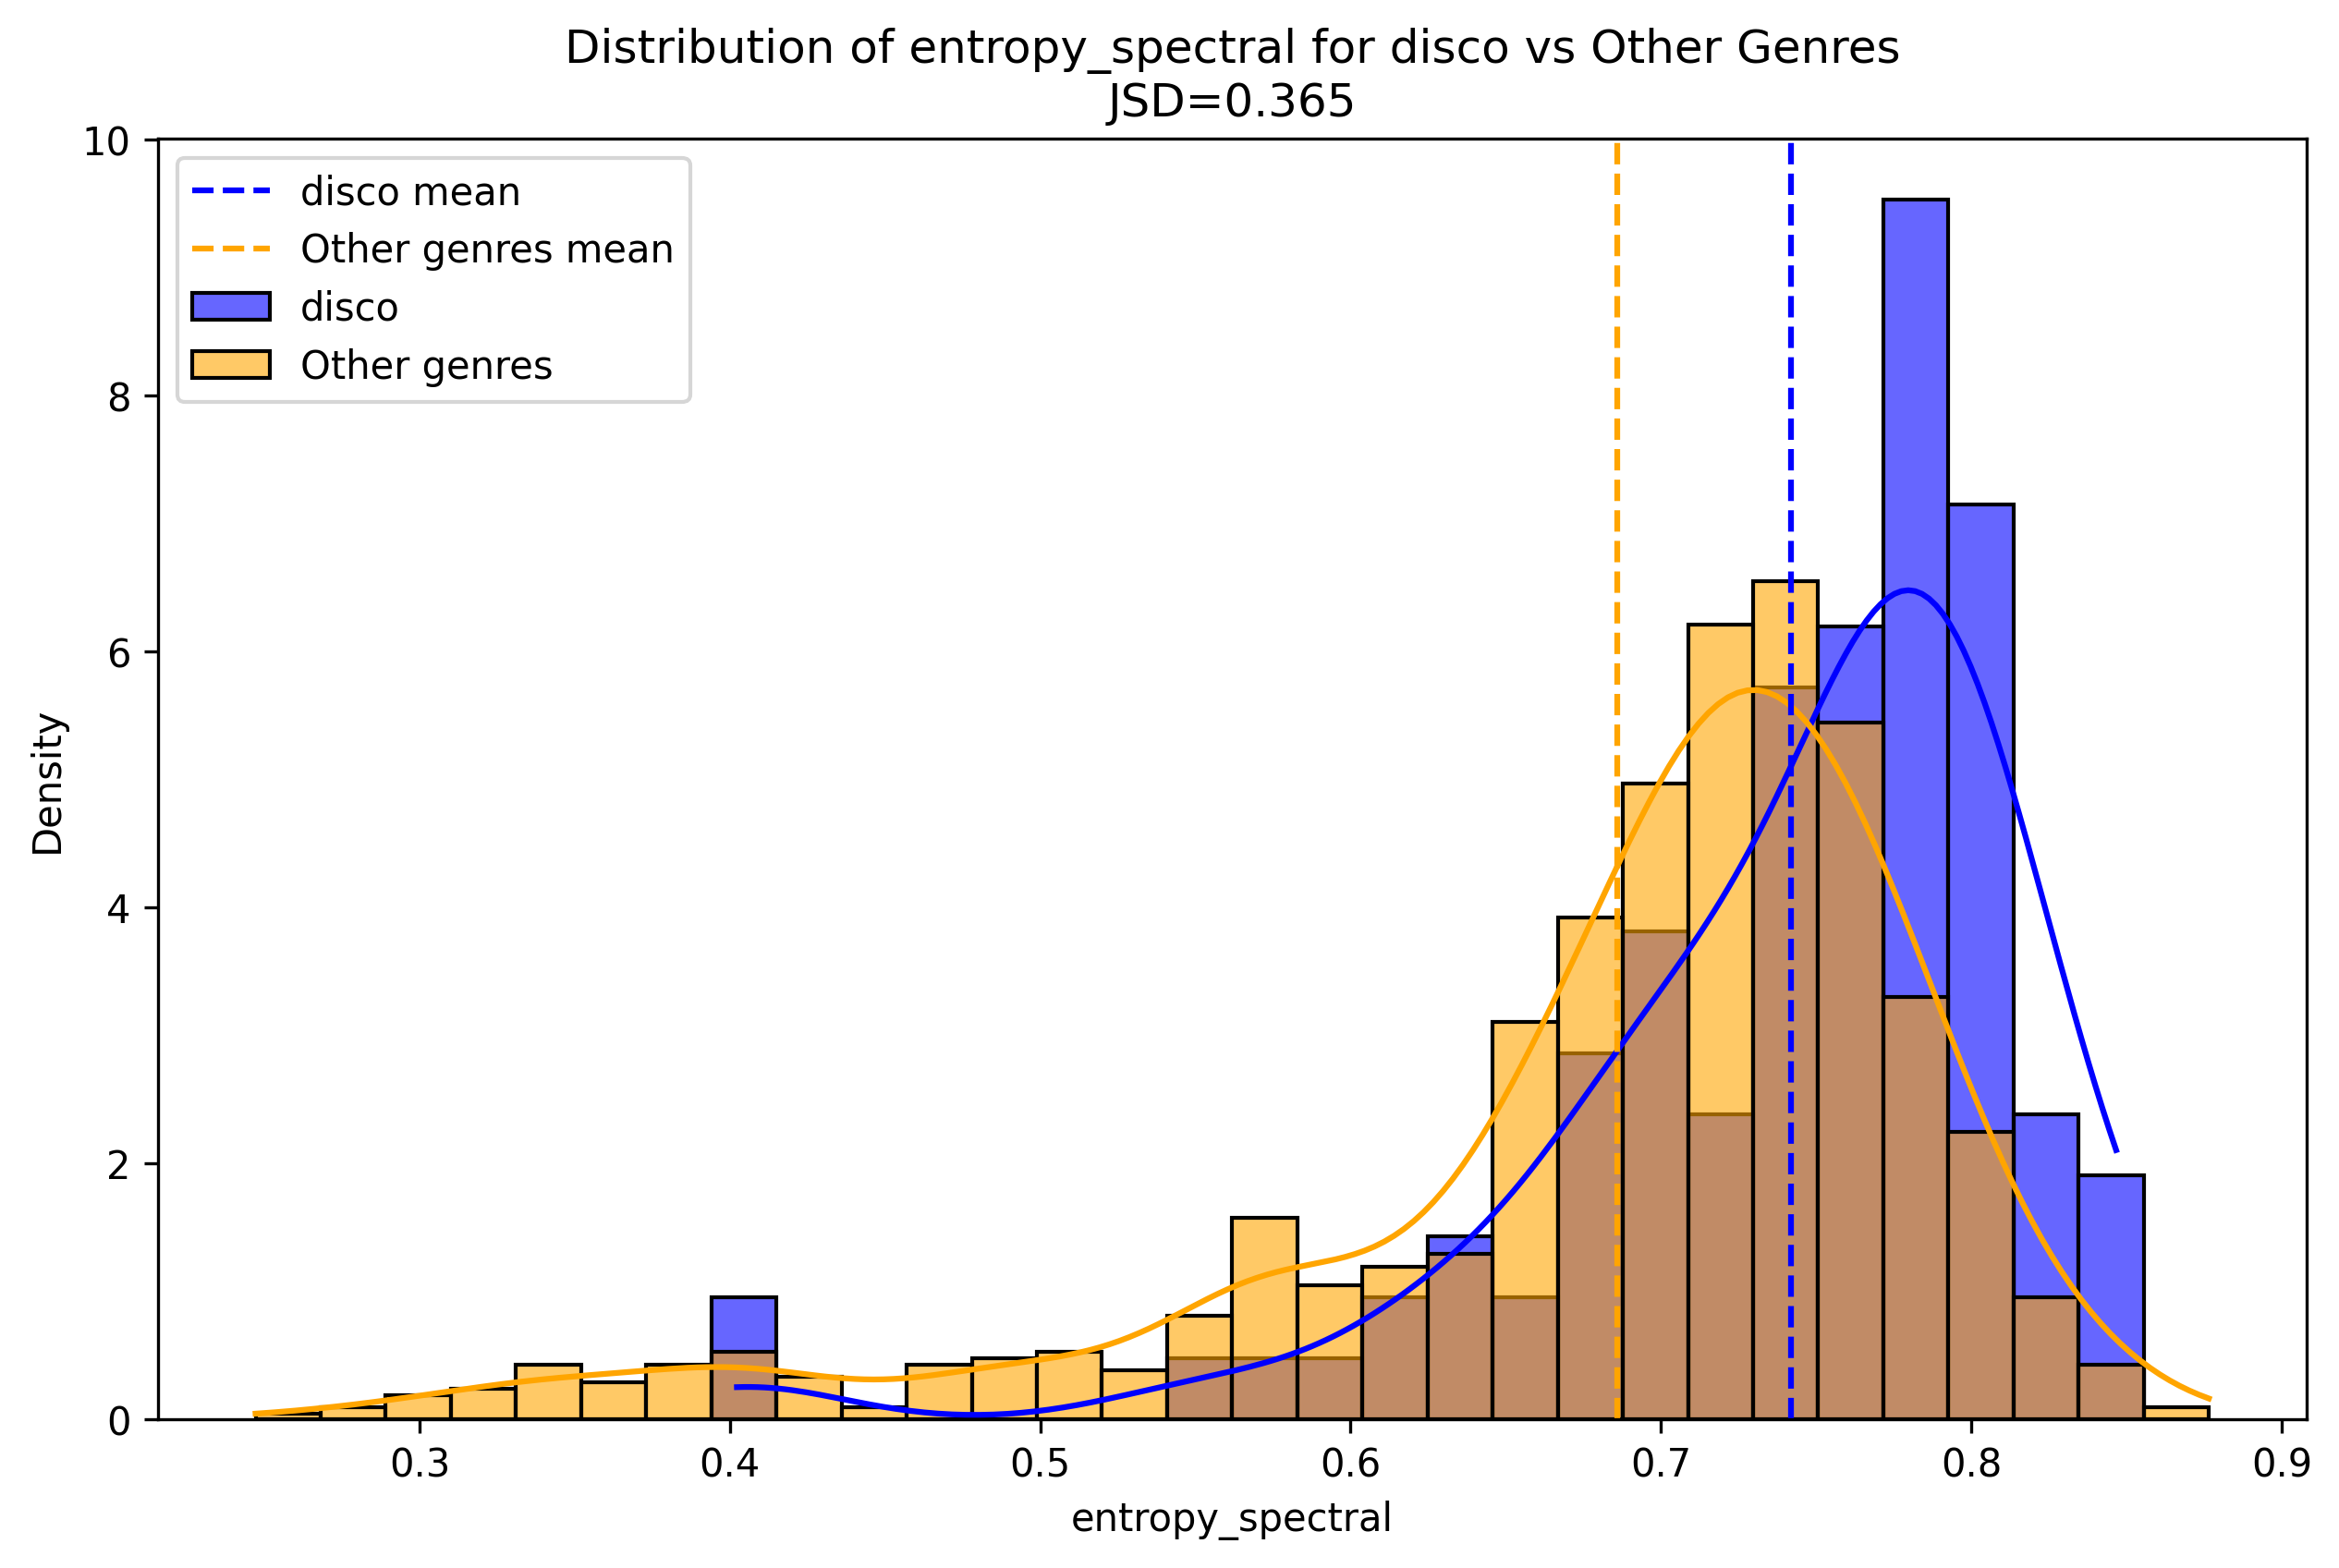 Distribution of entropy_spectral for disco vs Other Genres
JSD=0.365
disco mean
Other genres mean
disco
Other genres
Density
10
8
6
4
2
0
0.3 0.4 0.5 0.6 0.7 0.8 0.9
entropy_spectral